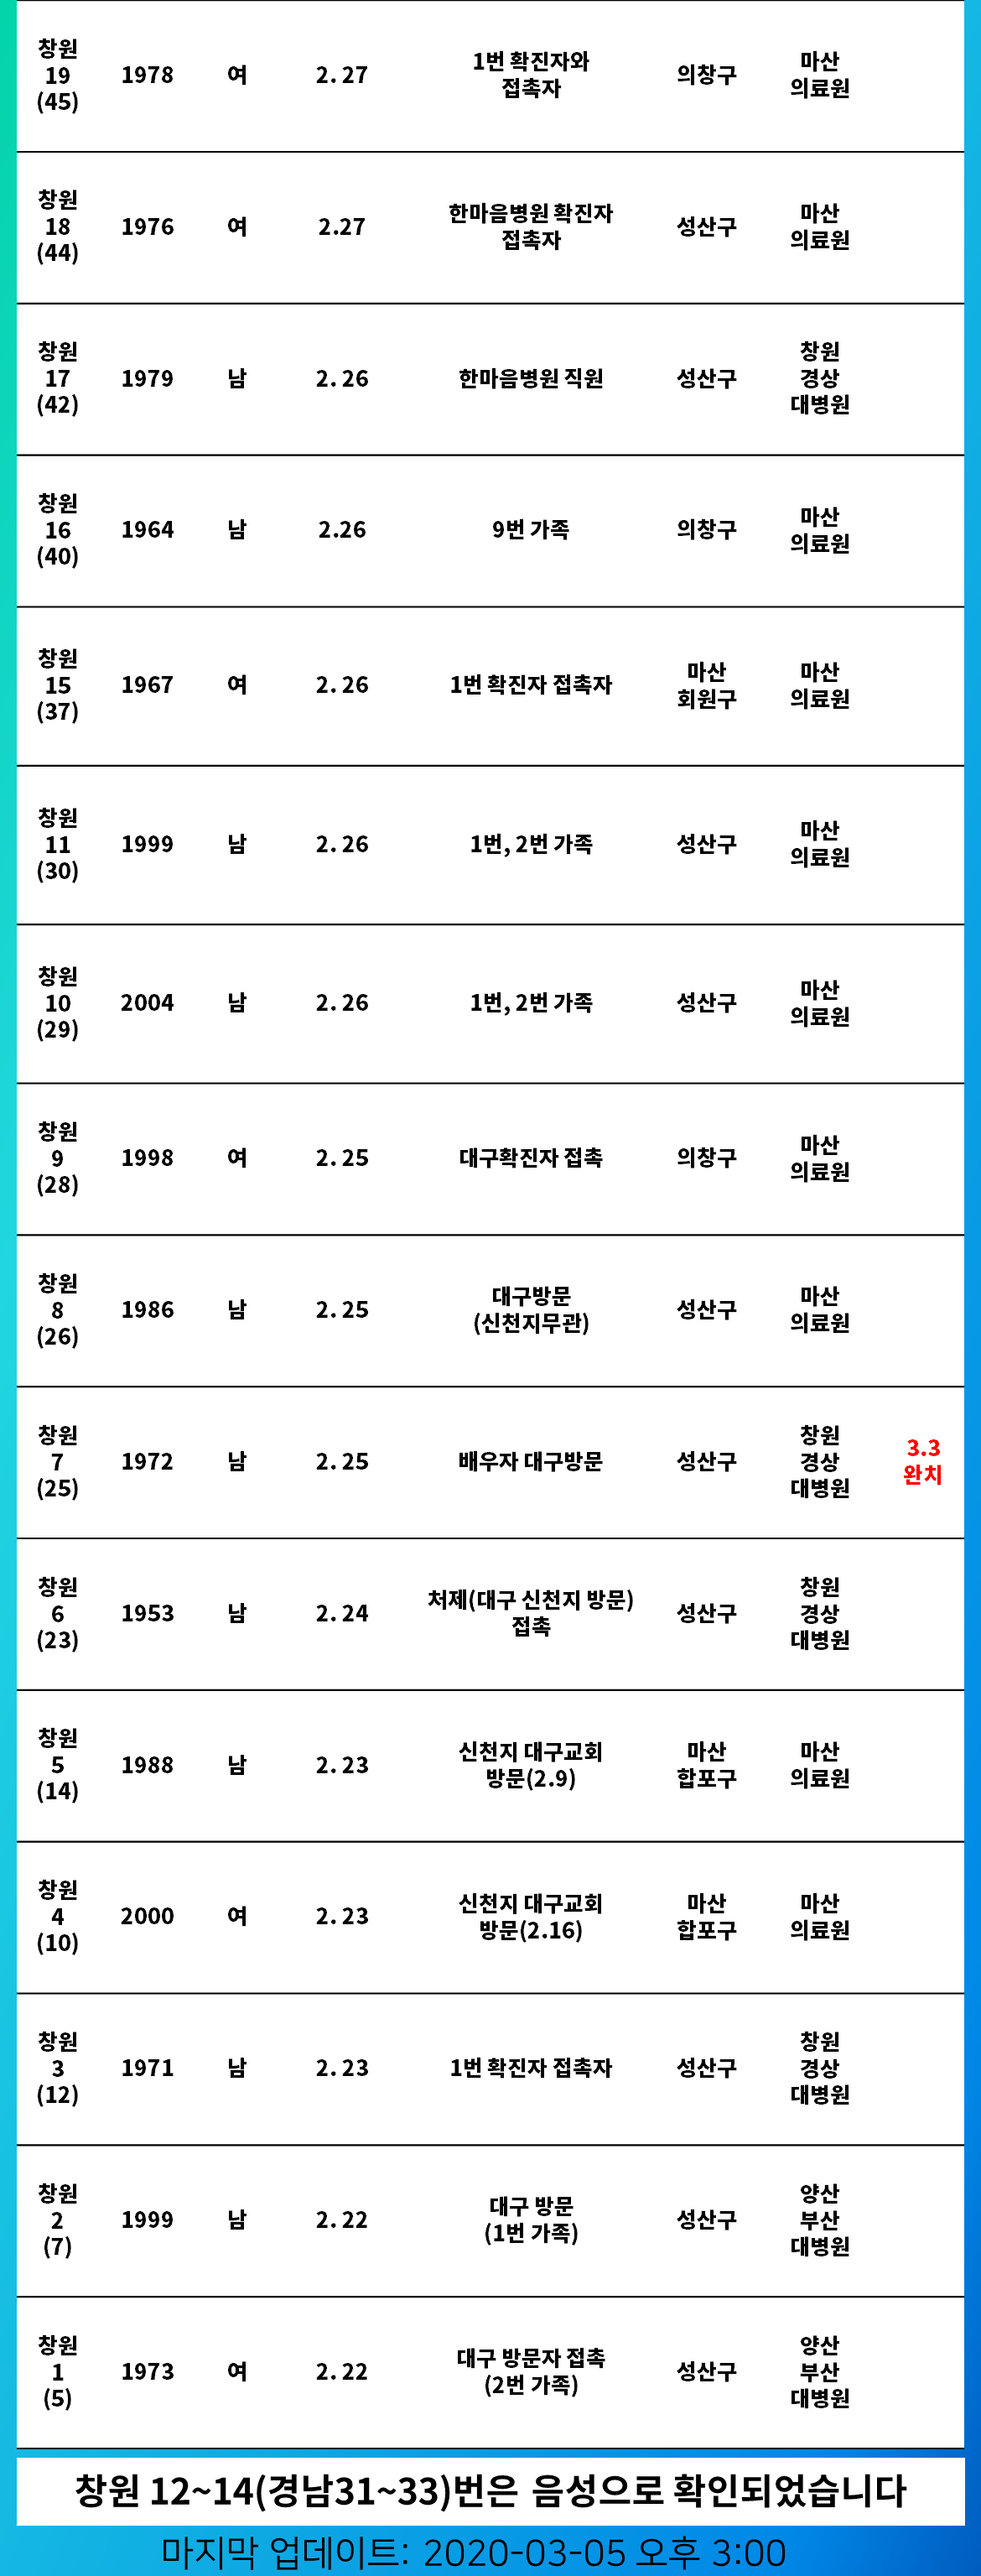 창원
19
(45)
1978
여
2. 27
1번 확진자와
접촉자
의창구
마산
의료원
창원
18
(44)
1976
여
2.27
한마음병원 확진자
접촉자
성산구
마산
의료원
창원
17
(42)
1979
남
2. 26
한마음병원 직원
성산구
창원
경상
대병원
창원
16
(40)
1964
남
2.26
9번 가족
의창구
마산
의료원
창원
15
(37)
1967
여
2. 26
1번 확진자 접촉자
마산
회원구
마산
의료원
창원
11
(30)
1999
남
2. 26
1번, 2번 가족
성산구
마산
의료원
창원
10
(29)
2004
남
2. 26
1번, 2번 가족
성산구
마산
의료원
창원
9
(28)
1998
여
2. 25
대구확진자 접촉
의창구
마산
의료원
창원
8
(26)
1986
남
2. 25
대구방문
(신천지무관)
성산구
마산
의료원
창원
7
(25)
1972
남
2. 25
배우자 대구방문
성산구
창원
경상
대병원
3.3
완치
창원
6
(23)
1953
남
2. 24
처제(대구 신천지 방문)
접촉
성산구
창원
경상
대병원
창원
5
(14)
1988
남
2. 23
신천지 대구교회
방문(2.9)
마산
합포구
마산
의료원
창원
4
(10)
2000
여
2. 23
신천지 대구교회
방문(2.16)
마산
합포구
마산
의료원
창원
3
(12)
1971
남
2. 23
1번 확진자 접촉자
성산구
창원
경상
대병원
창원
2
(7)
1999
남
2. 22
대구 방문
(1번 가족)
성산구
양산
부산
대병원
창원
1
(5)
1973
여
2. 22
대구 방문자 접촉
(2번 가족)
성산구
양산
부산
대병원
창원 12~14(경남31~33)번은 음성으로 확인되었습니다
마지막 업데이트: 2020-03-05 오후 3:00